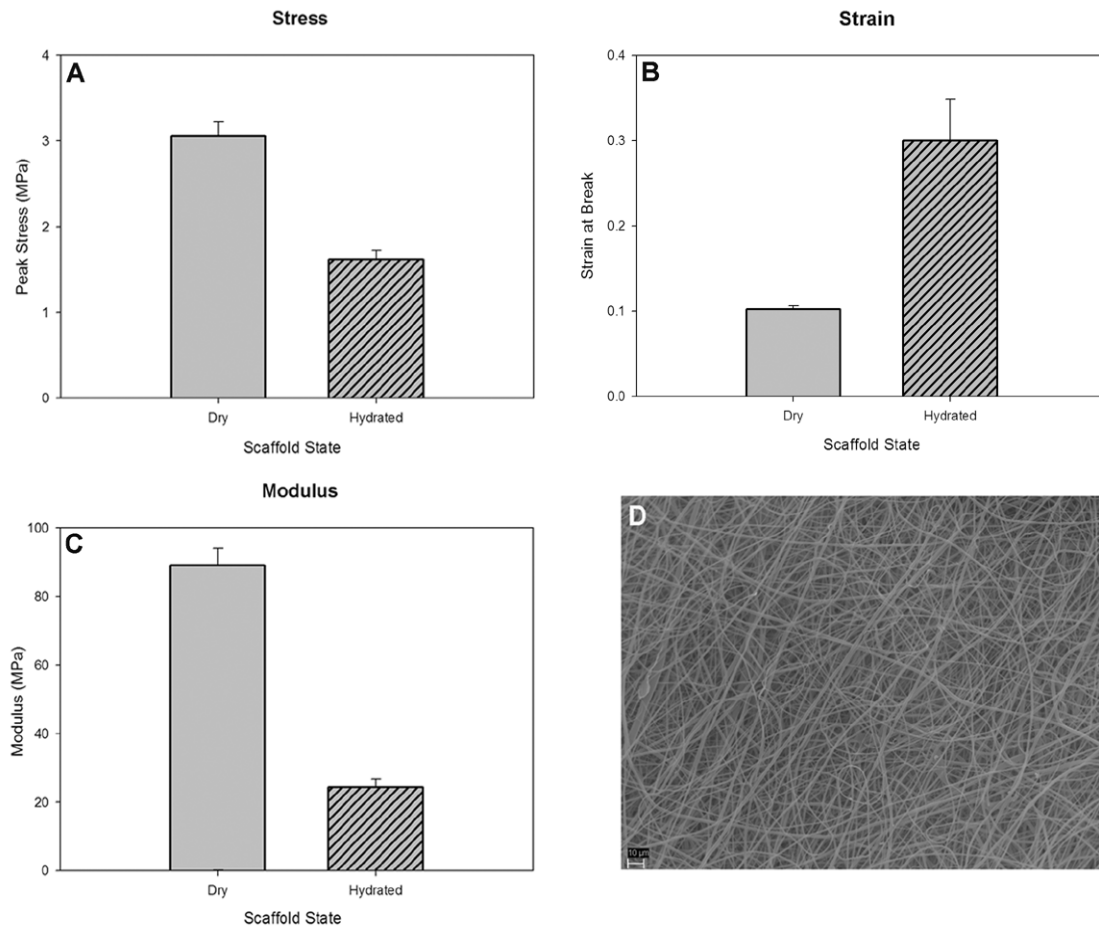 Stress
A
4
3
2
1
0
Peak Stress (MPa)
Dry
Hydrated
Scaffold State
Strain
B
0.4
0.3
0.2
0.1
0.0
Strain at Break
Dry
Hydrated
Scaffold State
Modulus
C
100
80
60
40
20
0
Modulus (MPa)
Dry
Hydrated
Scaffold State
D
10 µm